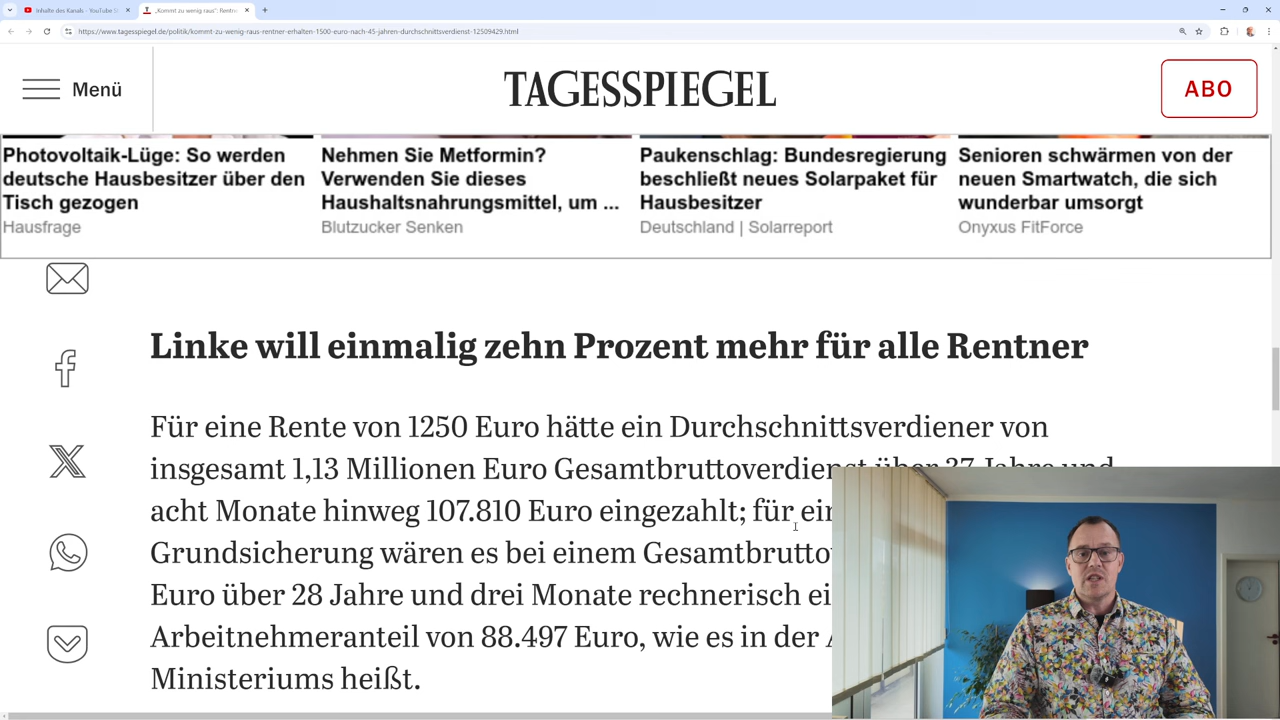 Inhalte des Kanals - YouTube S
„Kommt zu wenig raus": Rentn
https://www.tagesspiegel.de/politik/kommt-zu-wenig-raus-rentner-erhalten-1500-euro-nach-45-jahren-durchschnittsverdienst-12509429.html
Menü
TAGESSPIEGEL
ABO
Photovoltaik-Lüge: So werden
deutsche Hausbesitzer über den
Tisch gezogen
Hausfrage
Nehmen Sie Metformin?
Verwenden Sie dieses
Haushaltsnahrungsmittel, um ...
Blutzucker Senken
Paukenschlag: Bundesregierung
beschließt neues Solarpaket für
Hausbesitzer
Deutschland | Solarreport
Senioren schwärmen von der
neuen Smartwatch, die sich
wunderbar umsorgt
Onyxus FitForce
Linke will einmalig zehn Prozent mehr für alle Rentner
Für eine Rente von 1250 Euro hätte ein Durchschnittsverdiener von
insgesamt 1,13 Millionen Euro Gesamtbruttoverdienst über 37 Jahre und
acht Monate hinweg 107.810 Euro eingezahlt; für
Grundsicherung wären es bei einem
Euro über 28 Jahre und drei Monate rechnerisch
Arbeitnehmeranteil von 88.497 Euro, wie es in der
Ministeriums heißt.